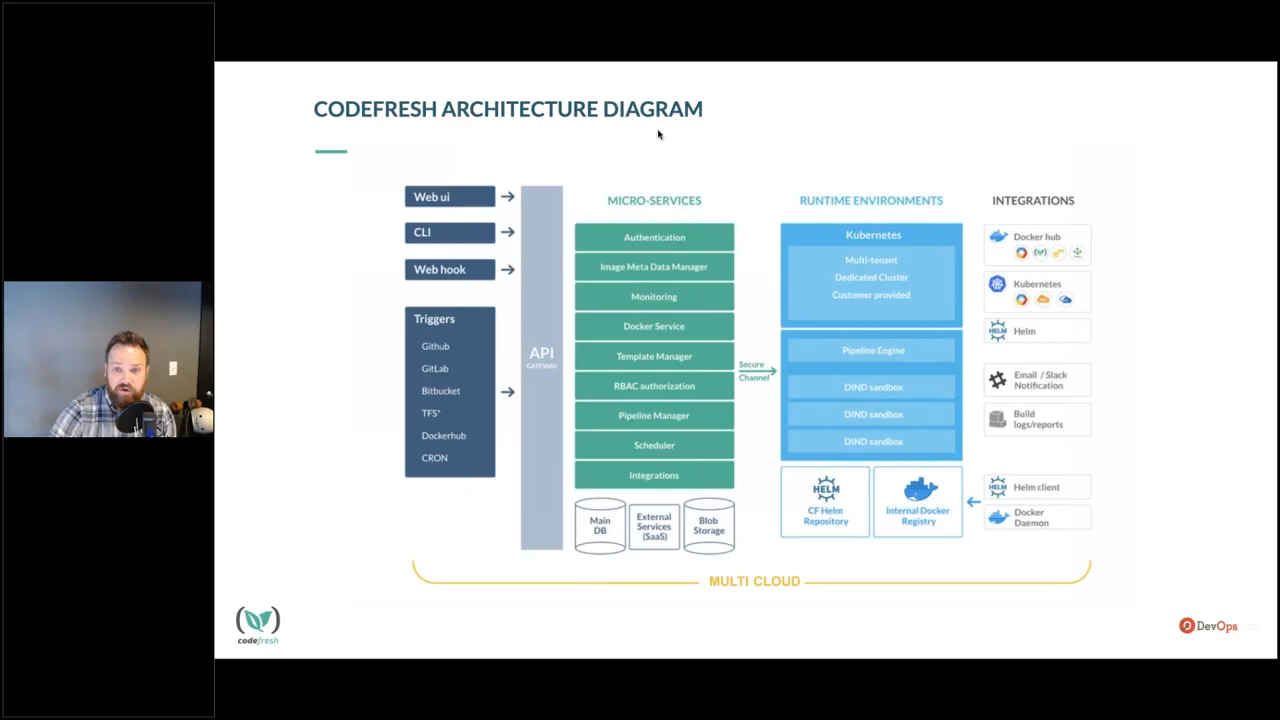 CODEFRESH ARCHITECTURE DIAGRAM
Web ui
CLI
Web hook
Triggers
Github
GitLab
Bitbucket
TFS*
Dockerhub
CRON
API
GATEWAY
MICRO-SERVICES
Authentication
Image Meta Data Manager
Monitoring
Docker Service
Template Manager
RBAC authorization
Pipeline Manager
Scheduler
Integrations
Main
DB
External
Services
(SaaS)
Blob
Storage
Secure
Channel
RUNTIME ENVIRONMENTS
Kubernetes
Multi-tenant
Dedicated Cluster
Customer provided
Pipeline Engine
DIND sandbox
DIND sandbox
DIND sandbox
HELM
CF Helm
Repository
Internal Docker
Registry
INTEGRATIONS
Docker hub
Kubernetes
HELM
Helm
Email / Slack
Notification
Build
logs/reports
HELM
Helm client
Docker
Daemon
MULTI CLOUD
codefresh
DevOps